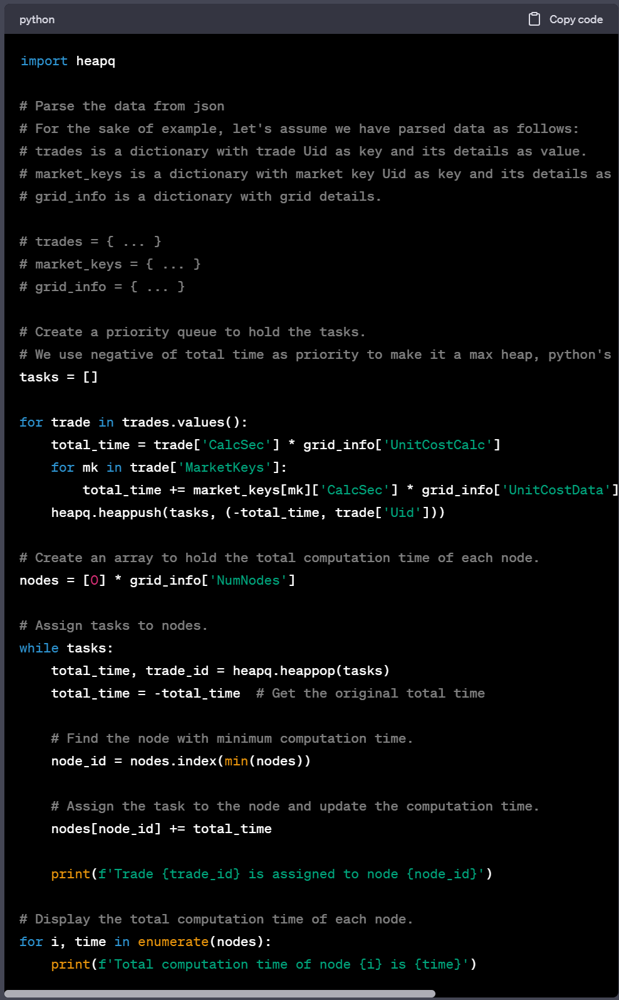 python
Copy code
import heapq
# Parse the data from json
# For the sake of example, let's assume we have parsed data as follows:
# trades is a dictionary with trade Uid as key and its details as value.
# market_keys is a dictionary with market key Uid as key and its details as
# grid_info is a dictionary with grid details.
# trades = { ... }
# market_keys = { ... }
# grid_info = { ... }
# Create a priority queue to hold the tasks.
# We use negative of total time as priority to make it a max heap, python's
tasks = []
for trade in trades.values():
    total_time = trade['CalcSec'] * grid_info['UnitCostCalc']
    for mk in trade['MarketKeys']:
        total_time += market_keys[mk]['CalcSec'] * grid_info['UnitCostData']
    heapq.heappush(tasks, (-total_time, trade['Uid']))
# Create an array to hold the total computation time of each node.
nodes = [0] * grid_info['NumNodes']
# Assign tasks to nodes.
while tasks:
    total_time, trade_id = heapq.heappop(tasks)
    total_time = -total_time  # Get the original total time
    # Find the node with minimum computation time.
    node_id = nodes.index(min(nodes))
    # Assign the task to the node and update the computation time.
    nodes[node_id] += total_time
    print(f'Trade {trade_id} is assigned to node {node_id}')
# Display the total computation time of each node.
for i, time in enumerate(nodes):
    print(f'Total computation time of node {i} is {time}')